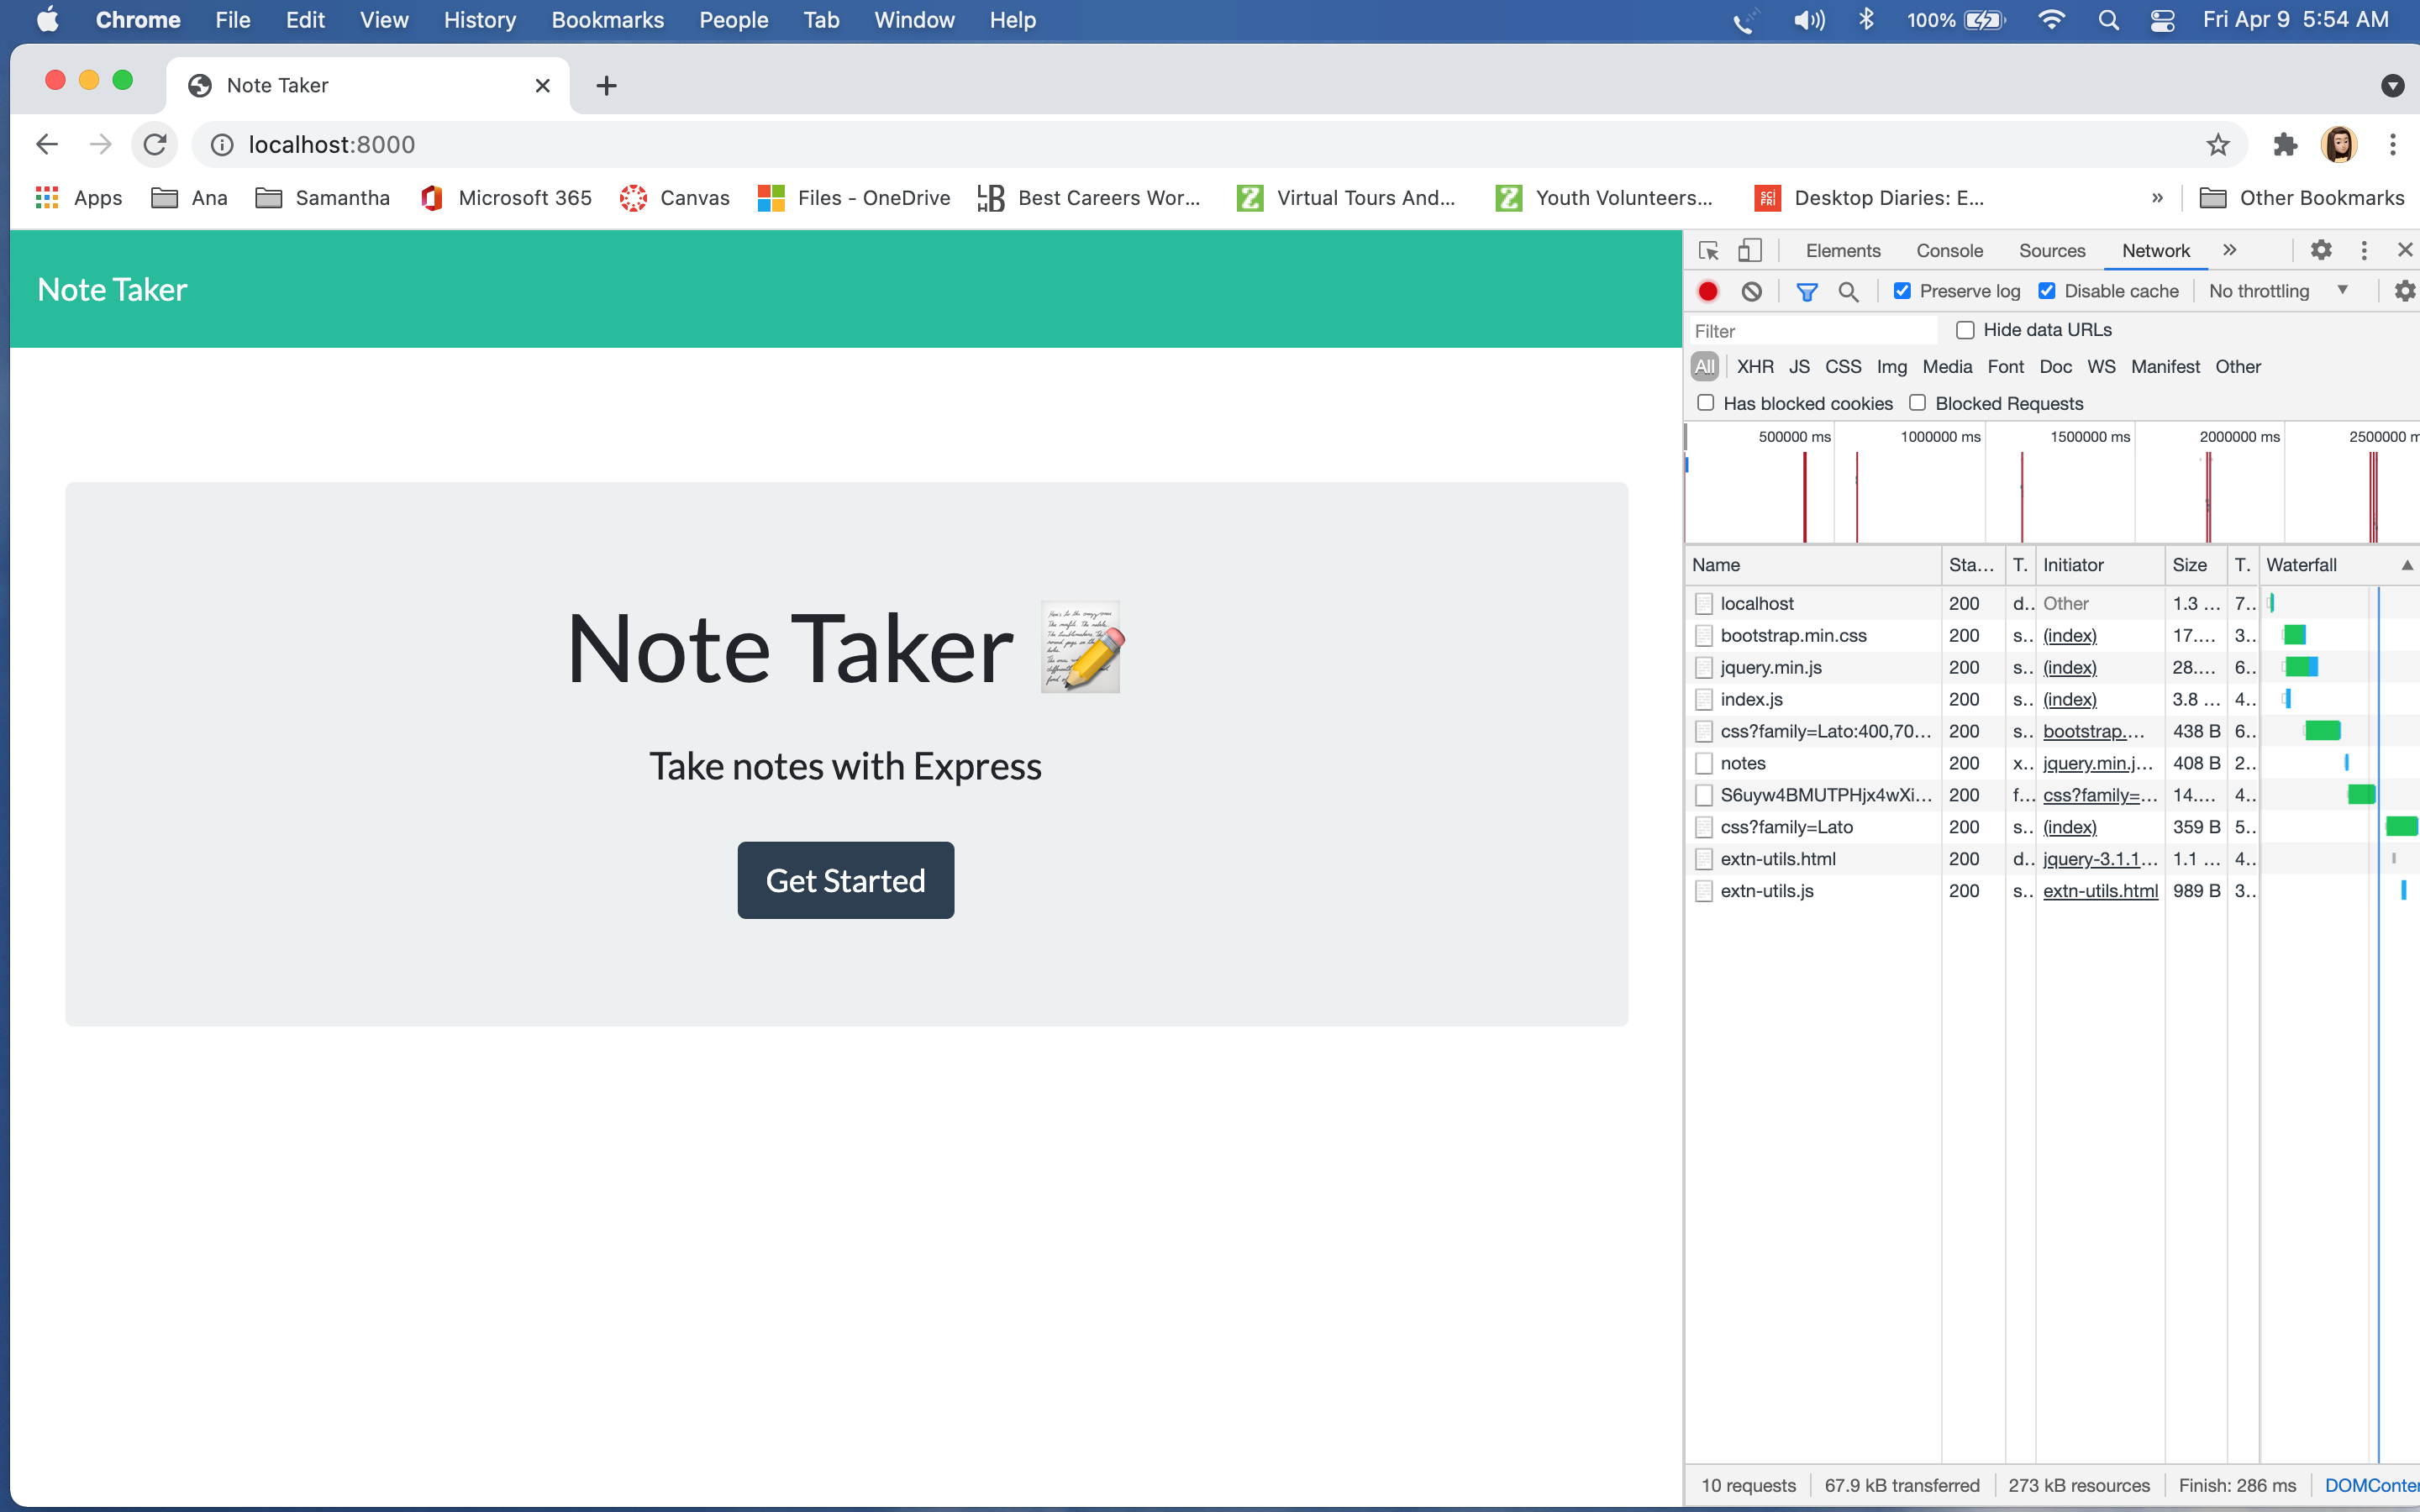 Chrome File Edit View History Bookmarks People Tab Window Help 100% Fri Apr 9 5:54 AM
Note Taker
localhost:8000
Apps Ana Samantha Microsoft 365 Canvas Files - OneDrive Best Careers Wor... Virtual Tours And... Youth Volunteers... Desktop Diaries: E... » Other Bookmarks
Note Taker
Note Taker
Take notes with Express
Get Started
Elements Console Sources Network »
Preserve log Disable cache No throttling
Filter Hide data URLs
All XHR JS CSS Img Media Font Doc WS Manifest Other
Has blocked cookies Blocked Requests
500000 ms 1000000 ms 1500000 ms 2000000 ms 2500000 m
Name Sta... T. Initiator Size T. Waterfall
localhost 200 d.. Other 1.3 ... 7..
bootstrap.min.css 200 s.. (index) 17.... 3..
jquery.min.js 200 s.. (index) 28.... 6..
index.js 200 s.. (index) 3.8 ... 4..
css?family=Lato:400,70... 200 s.. bootstrap.... 438 B 6..
notes 200 x.. jquery.min.j... 408 B 2..
S6uyw4BMUTPHjx4wXi... 200 f... css?family=... 14.... 4..
css?family=Lato 200 s.. (index) 359 B 5..
extn-utils.html 200 d.. jquery-3.1.1... 1.1 ... 4..
extn-utils.js 200 s.. extn-utils.html 989 B 3..
10 requests 67.9 kB transferred 273 kB resources Finish: 286 ms DOMConter